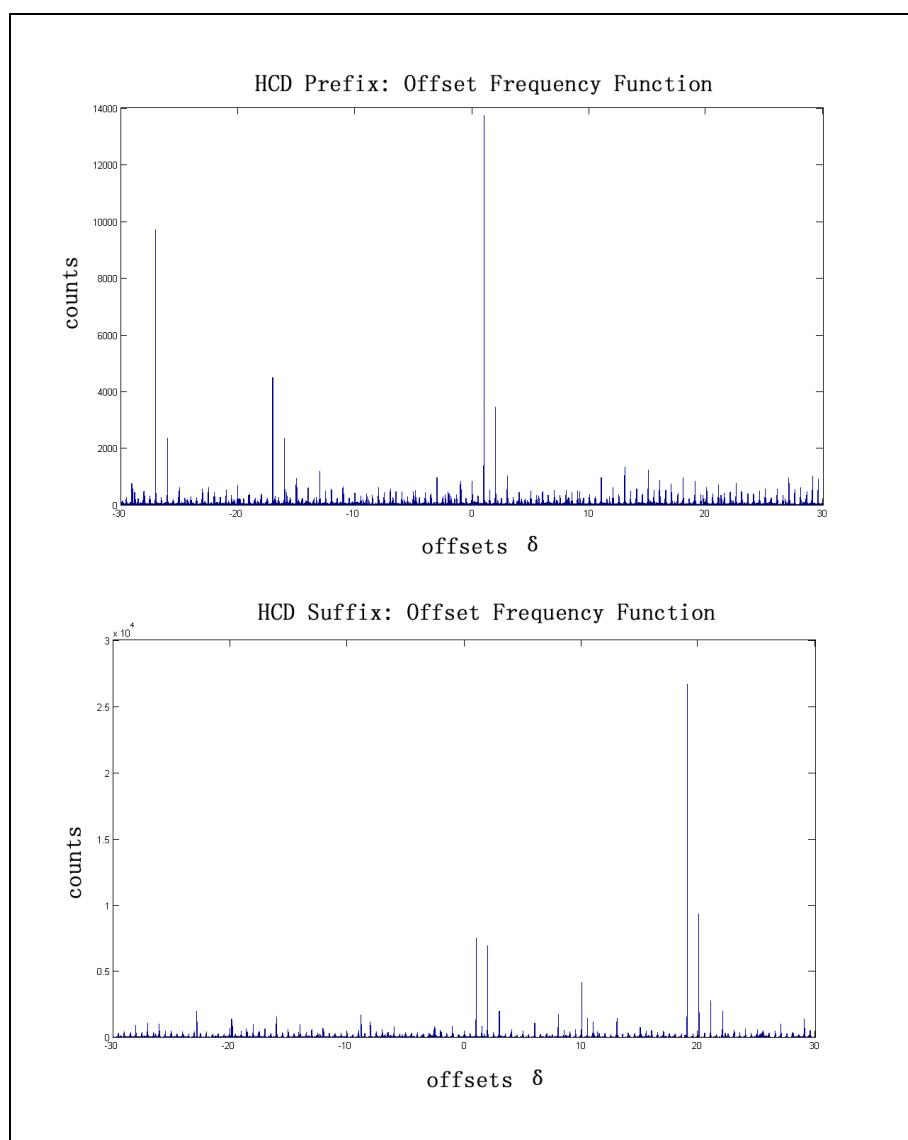 HCD Prefix: Offset Frequency Function
14000
12000
10000
8000
6000
4000
2000
0
counts
-30 -20 -10 0 10 20 30
offsets δ
HCD Suffix: Offset Frequency Function
x 10^4
3
2.5
2
1.5
1
0.5
0
counts
-30 -20 -10 0 10 20 30
offsets δ